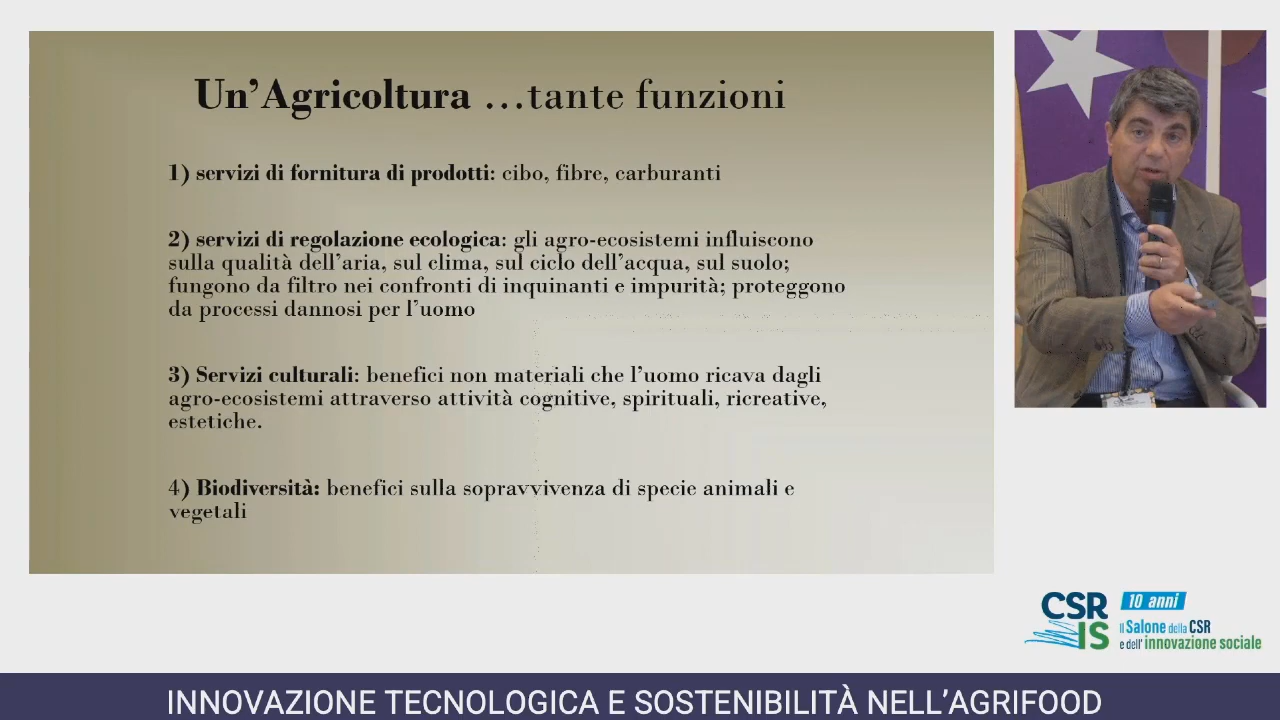 Un’Agricoltura …tante funzioni
1) servizi di fornitura di prodotti: cibo, fibre, carburanti
2) servizi di regolazione ecologica: gli agro-ecosistemi influiscono
sulla qualità dell’aria, sul clima, sul ciclo dell’acqua, sul suolo;
fungono da filtro nei confronti di inquinanti e impurità; proteggono
da processi dannosi per l’uomo
3) Servizi culturali: benefici non materiali che l’uomo ricava dagli
agro-ecosistemi attraverso attività cognitive, spirituali, ricreative,
estetiche.
4) Biodiversità: benefici sulla sopravvivenza di specie animali e
vegetali
CSR
IS
10 anni
Il Salone della CSR
e dell' innovazione sociale
INNOVAZIONE TECNOLOGICA E SOSTENIBILITÀ NELL’AGRIFOOD